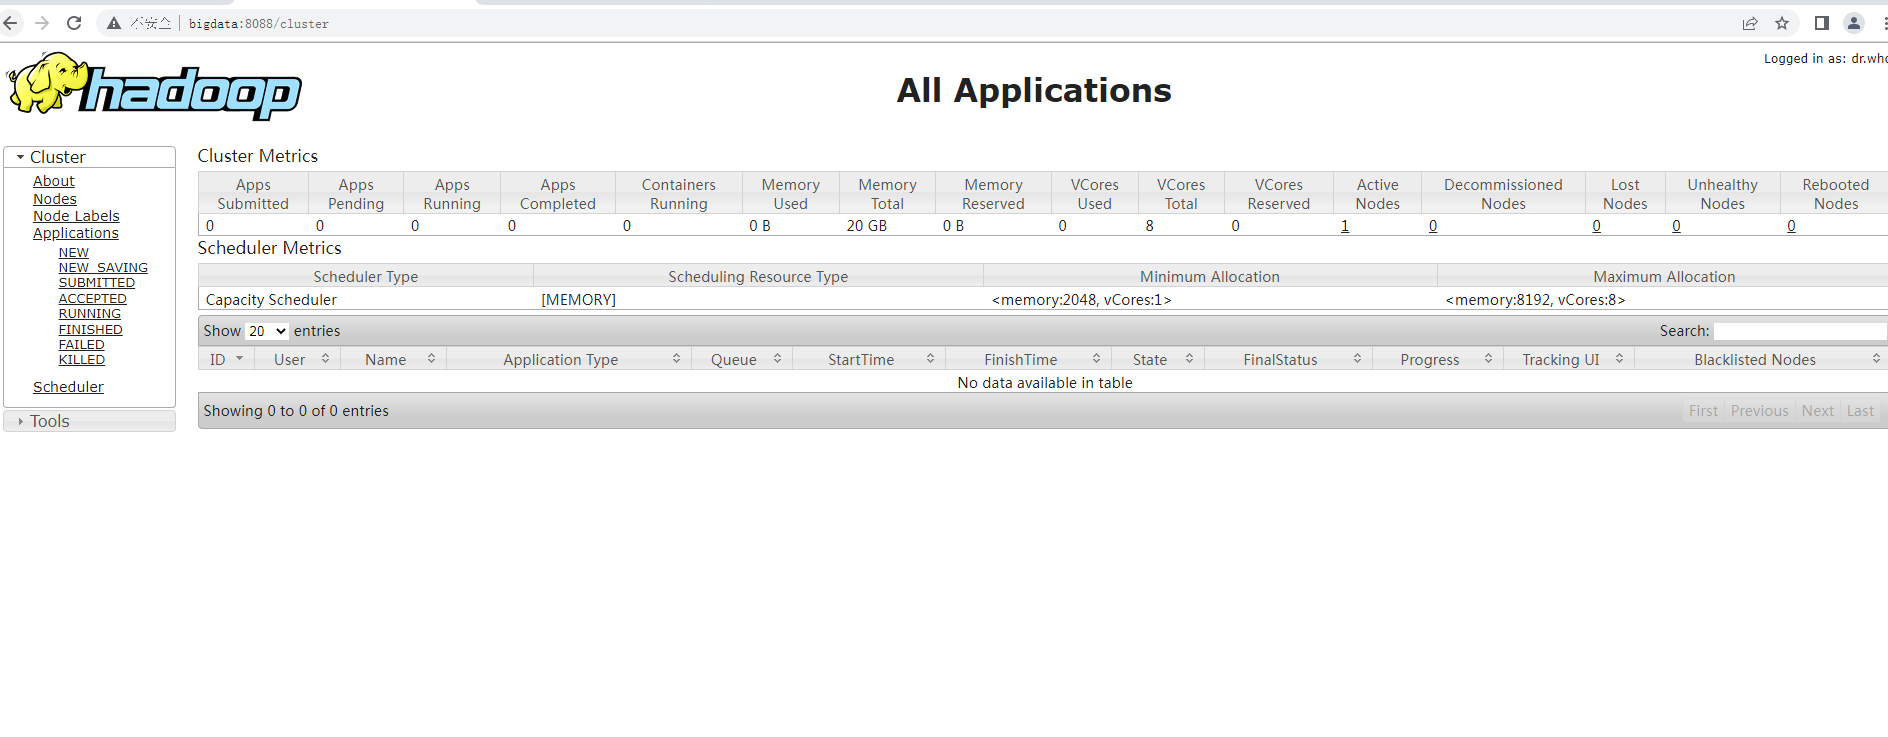 bigdata:8088/cluster
hadoop
All Applications
Logged in as: dr.who
Cluster
About
Nodes
Node Labels
Applications
NEW
NEW_SAVING
SUBMITTED
ACCEPTED
RUNNING
FINISHED
FAILED
KILLED
Scheduler
Tools
Cluster Metrics
Apps Submitted Apps Pending Apps Running Apps Completed Containers Running Memory Used Memory Total Memory Reserved VCores Used VCores Total VCores Reserved Active Nodes Decommissioned Nodes Lost Nodes Unhealthy Nodes Rebooted Nodes
0 0 0 0 0 0 B 20 GB 0 B 0 8 0 1 0 0 0 0
Scheduler Metrics
Scheduler Type Scheduling Resource Type Minimum Allocation Maximum Allocation
Capacity Scheduler [MEMORY] <memory:2048, vCores:1> <memory:8192, vCores:8>
Show 20 entries Search:
ID User Name Application Type Queue StartTime FinishTime State FinalStatus Progress Tracking UI Blacklisted Nodes
No data available in table
Showing 0 to 0 of 0 entries First Previous Next Last